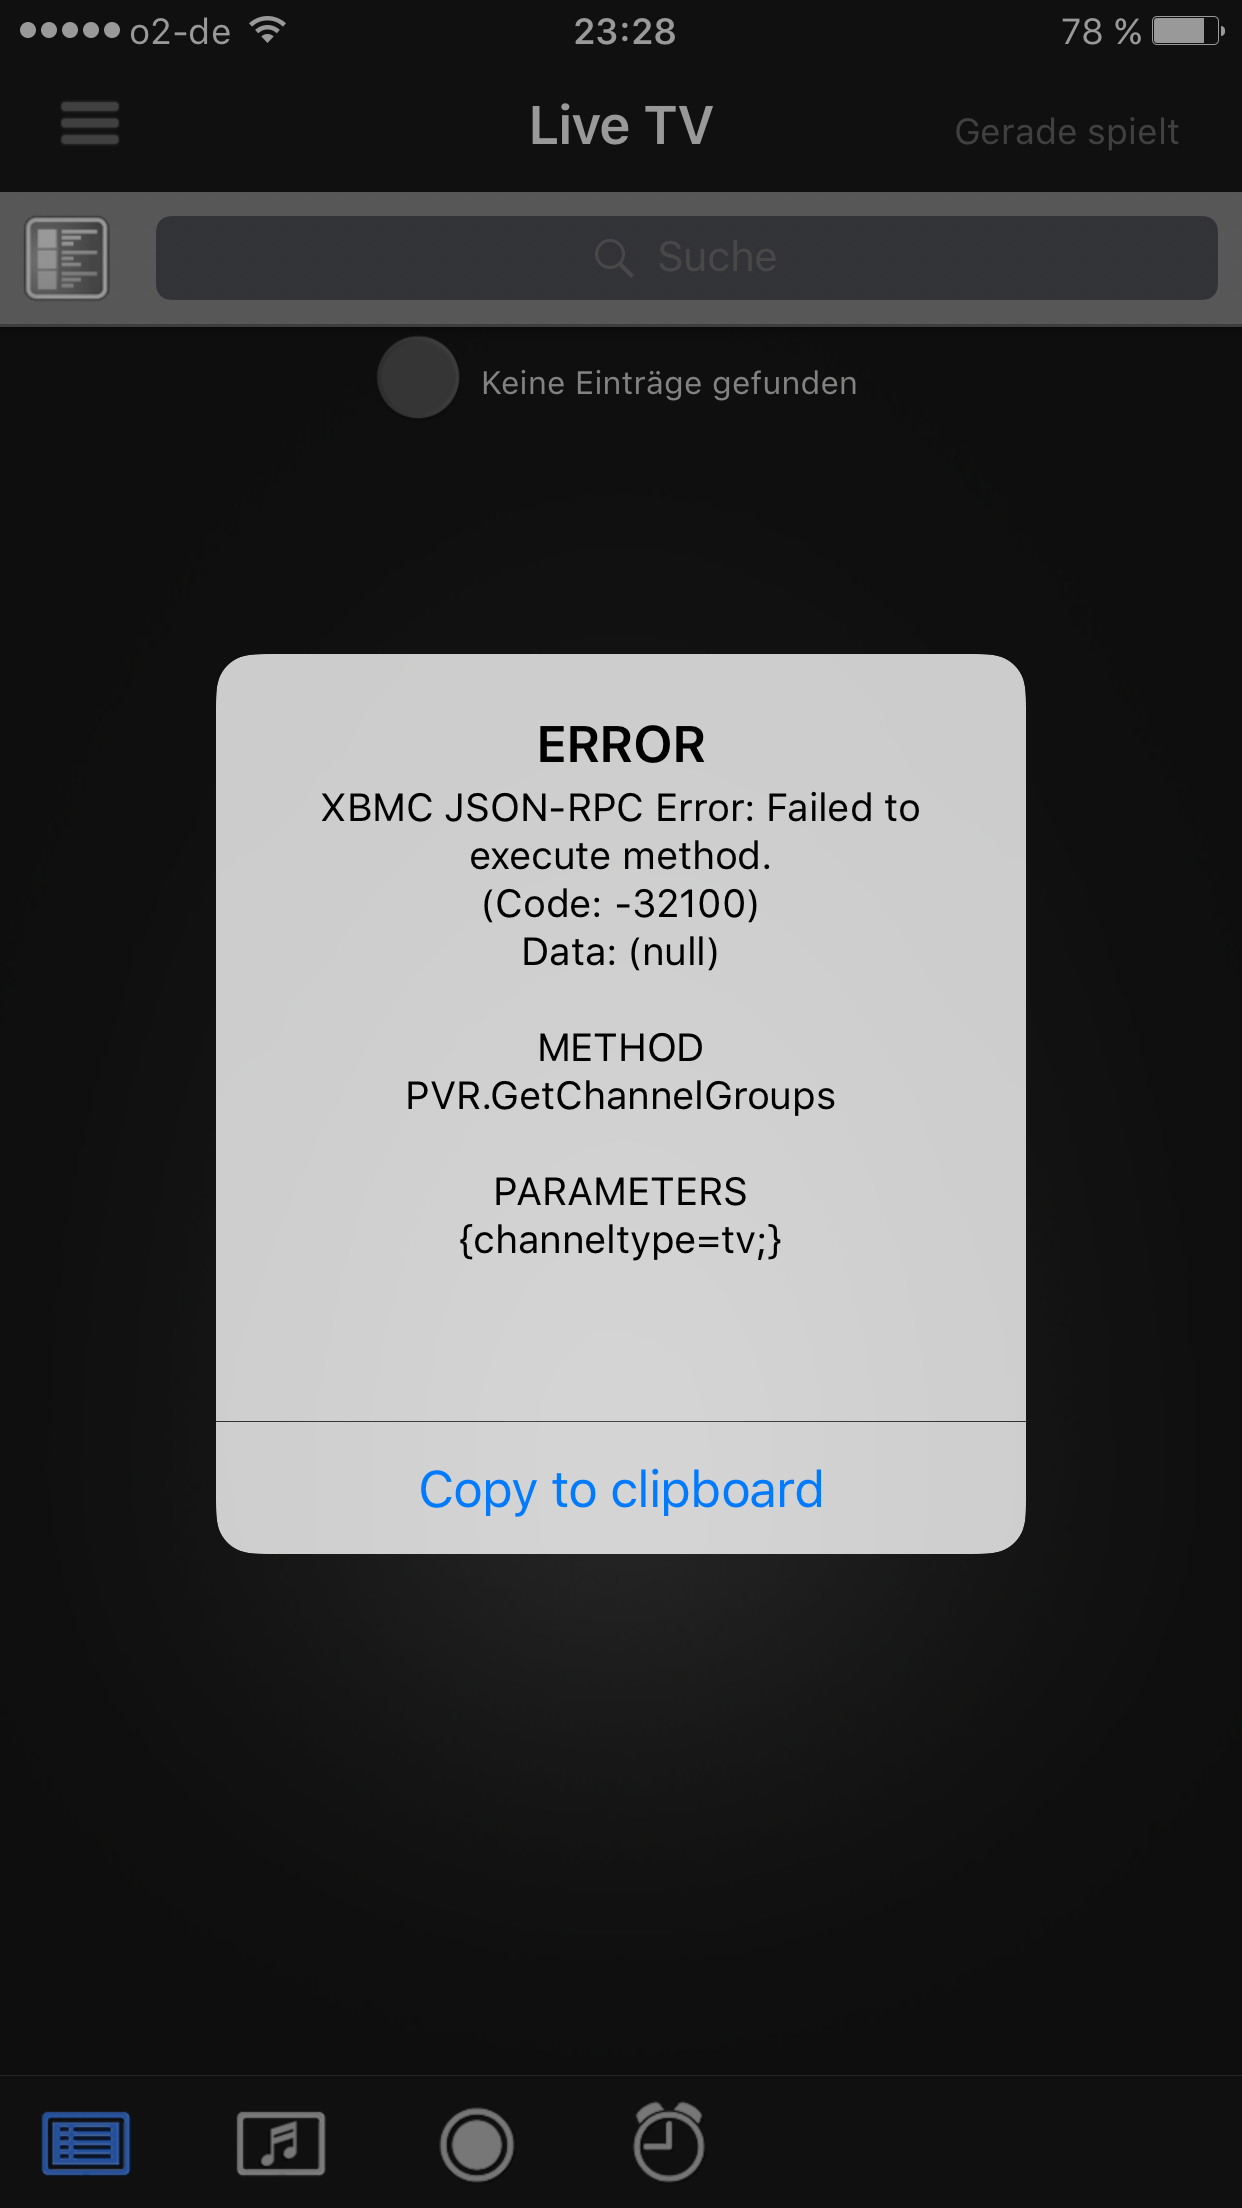 o2-de 23:28 78 %
Live TV Gerade spielt
Suche
Keine Einträge gefunden
ERROR
XBMC JSON-RPC Error: Failed to
execute method.
(Code: -32100)
Data: (null)
METHOD
PVR.GetChannelGroups
PARAMETERS
{channeltype=tv;}
Copy to clipboard